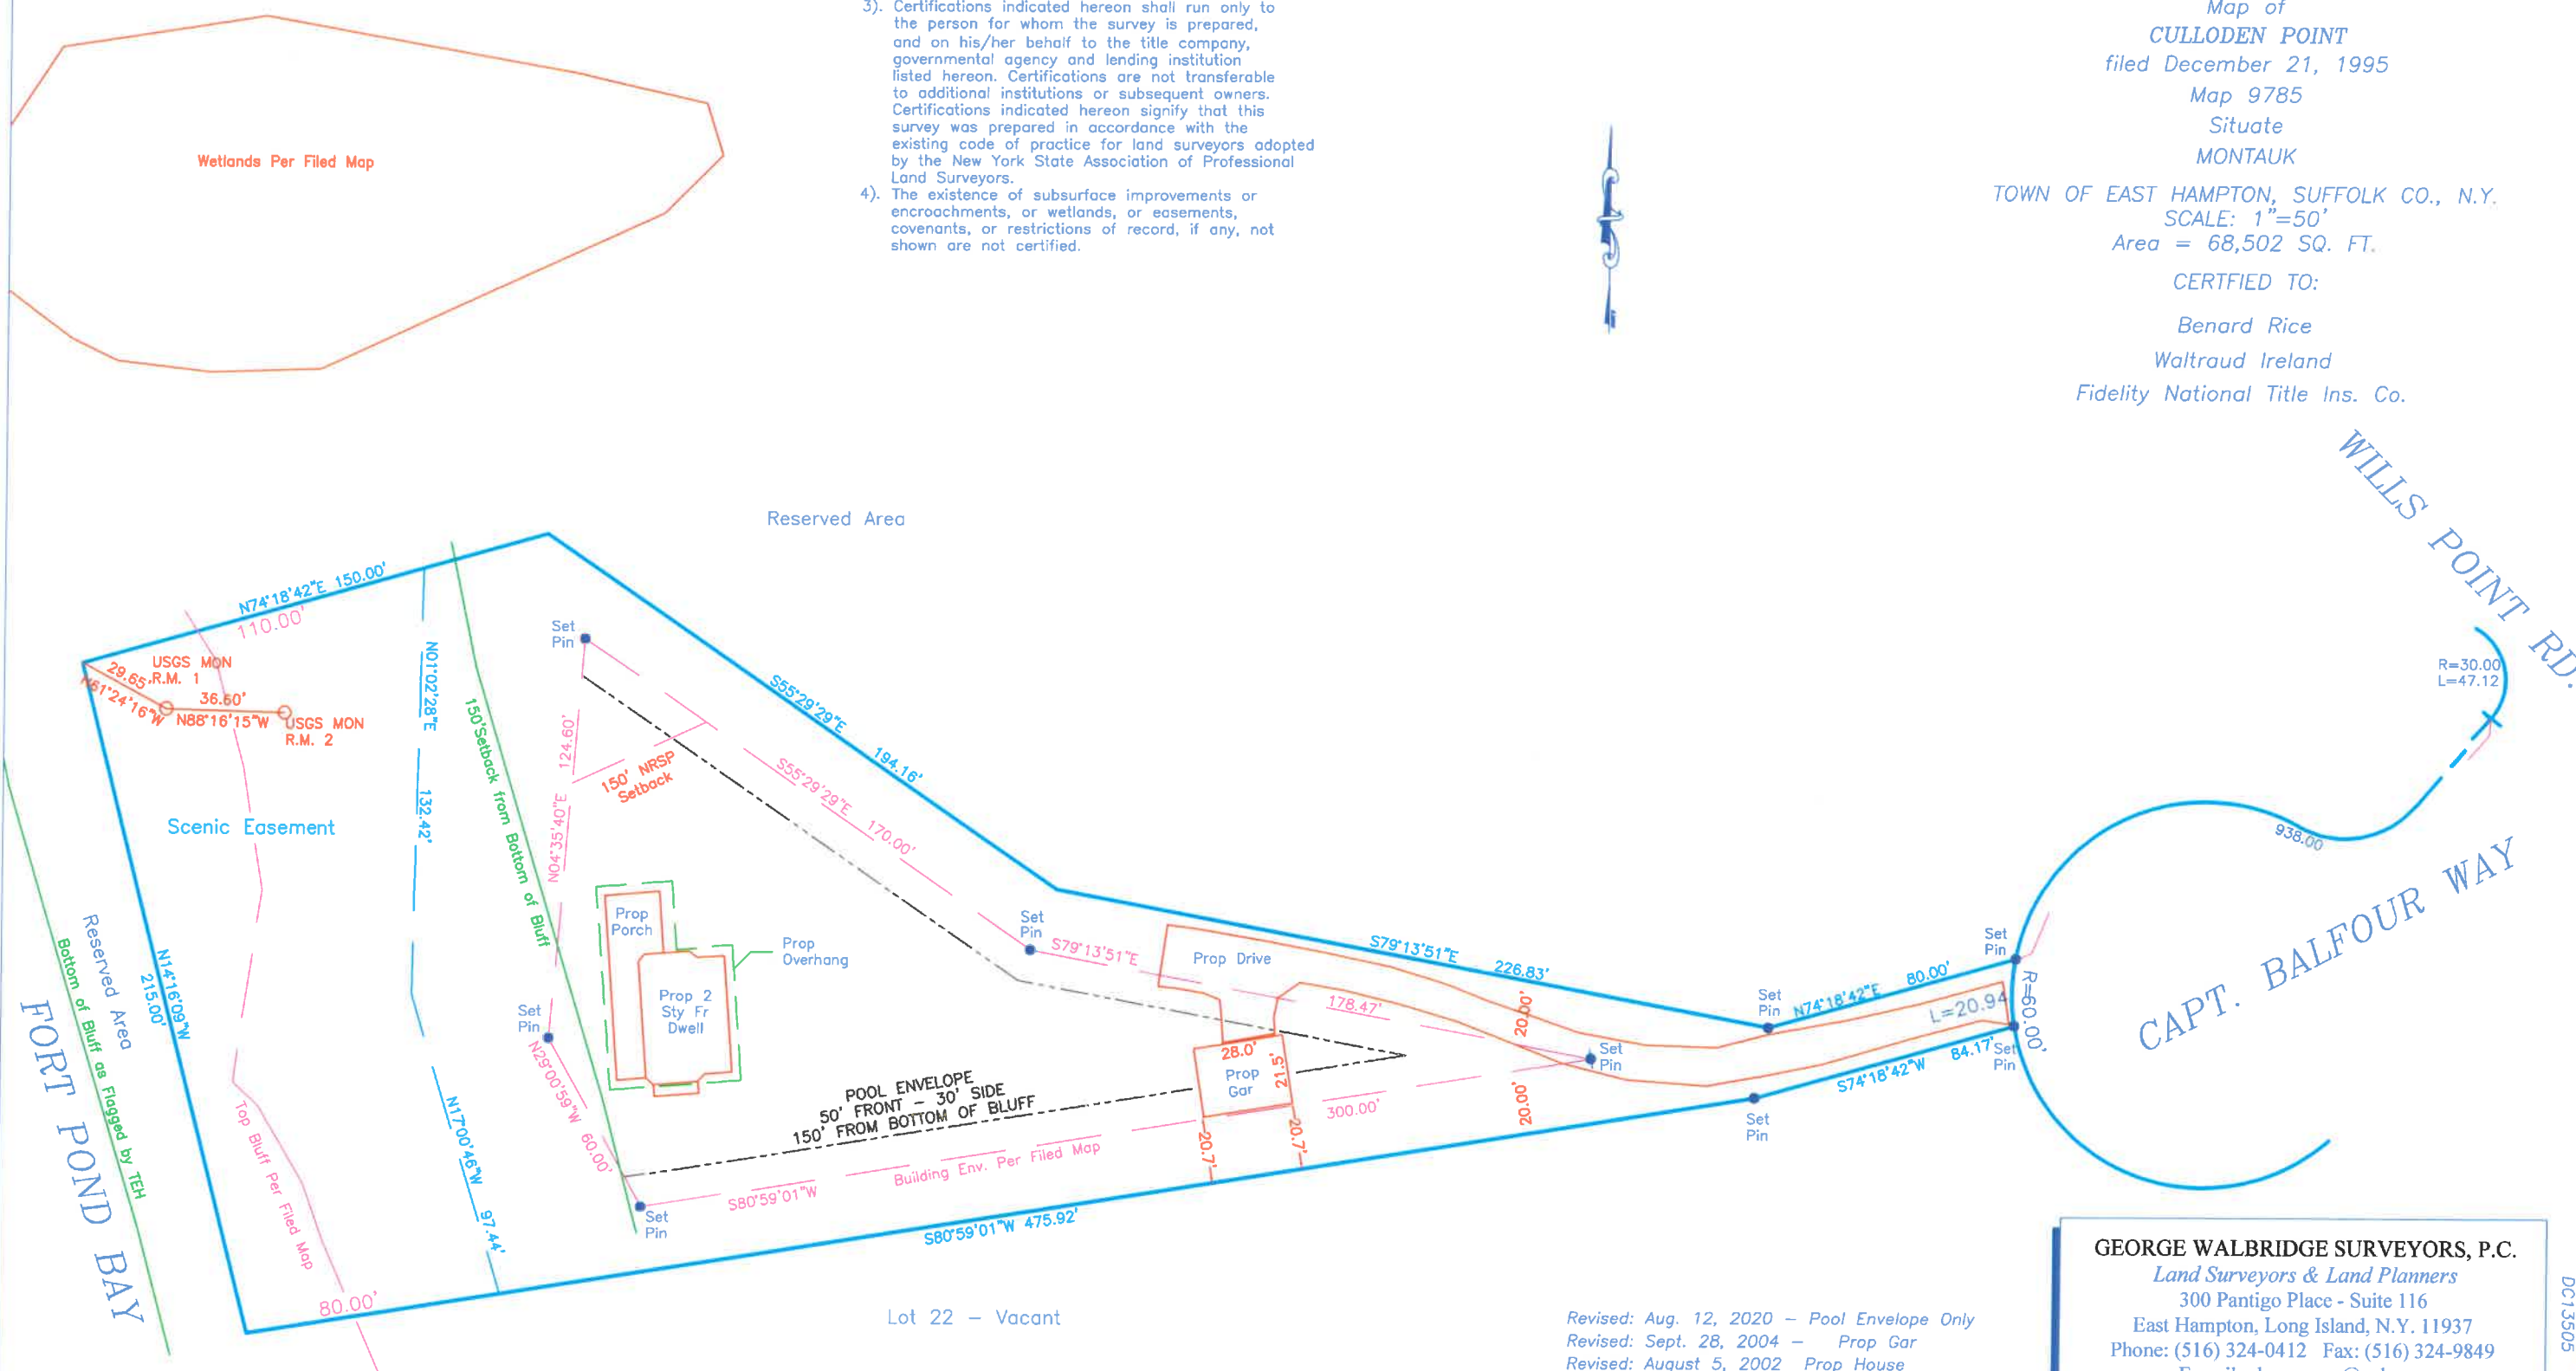 3). Certifications indicated hereon shall run only to
the person for whom the survey is prepared,
and on his/her behalf to the title company,
governmental agency and lending institution
listed hereon. Certifications are not transferable
to additional institutions or subsequent owners.
Certifications indicated hereon signify that this
survey was prepared in accordance with the
existing code of practice for land surveyors adopted
by the New York State Association of Professional
Land Surveyors.
4). The existence of subsurface improvements or
encroachments, or wetlands, or easements,
covenants, or restrictions of record, if any, not
shown are not certified.
Map of
CULLODEN POINT
filed December 21, 1995
Map 9785
Situate
MONTAUK
TOWN OF EAST HAMPTON, SUFFOLK CO., N.Y.
SCALE: 1"=50'
Area = 68,502 SQ. FT.
CERTFIED TO:
Benard Rice
Waltraud Ireland
Fidelity National Title Ins. Co.
Wetlands Per Filed Map
Reserved Area
WILLS POINT RD.
R=30.00
L=47.12
938.00
CAPT. BALFOUR WAY
N74°18'42"E 150.00'
110.00'
USGS MON
R.M. 1
29.65'
N61°24'16"W
36.60'
N88°16'15"W
USGS MON
R.M. 2
N01°02'28"E
132.42'
150'Setback from Bottom of Bluff
Set
Pin
124.60'
N04°35'40"E
150' NRSP
Setback
S55°29'29"E
194.16'
S55°29'29"E
170.00'
Scenic Easement
Reserved Area
Bottom of Bluff as Flagged by TEH
N14°16'09"W
215.00'
FORT POND BAY
Top Bluff Per Filed Map
N17°00'46"W
97.44'
80.00'
Set
Pin
N29°00'59"W 60.00'
Prop
Porch
Prop 2
Sty Fr
Dwell
Prop
Overhang
Set
Pin
S79°13'51"E
Prop Drive
178.47'
S79°13'51"E
226.83'
20.00'
20.00'
Set
Pin
28.0'
Prop
Gar
21.5'
20.7'
20.7'
300.00'
POOL ENVELOPE
50' FRONT - 30' SIDE
150' FROM BOTTOM OF BLUFF
Building Env. Per Filed Map
S80°59'01"W
Set
Pin
S80°59'01"W 475.92'
Set
Pin
N74°18'42"E
80.00'
Set
Pin
L=20.94
R=60.00'
S74°18'42"W
84.17'
Set
Pin
Set
Pin
Lot 22 - Vacant
Revised: Aug. 12, 2020 - Pool Envelope Only
Revised: Sept. 28, 2004 - Prop Gar
Revised: August 5, 2002 Prop House
GEORGE WALBRIDGE SURVEYORS, P.C.
Land Surveyors & Land Planners
300 Pantigo Place - Suite 116
East Hampton, Long Island, N.Y. 11937
Phone: (516) 324-0412 Fax: (516) 324-9849